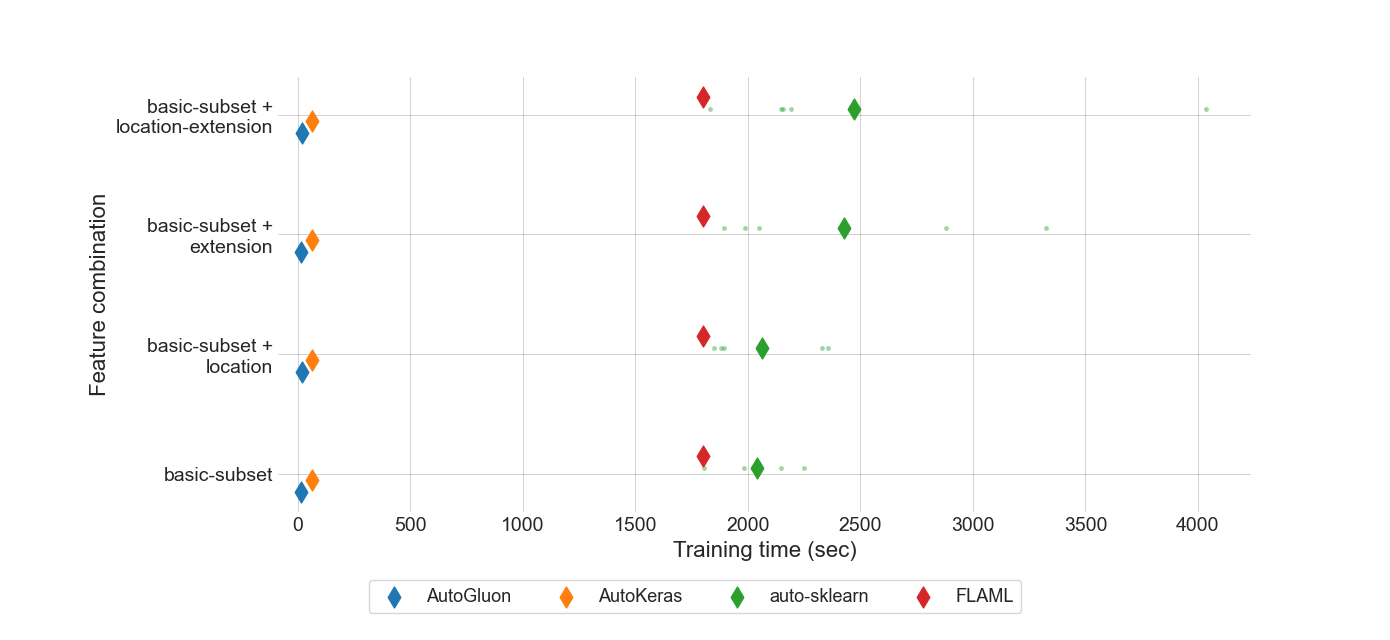 basic-subset +
location-extension
basic-subset +
extension
basic-subset +
location
basic-subset
Feature combination
0 500 1000 1500 2000 2500 3000 3500 4000
Training time (sec)
AutoGluon AutoKeras auto-sklearn FLAML